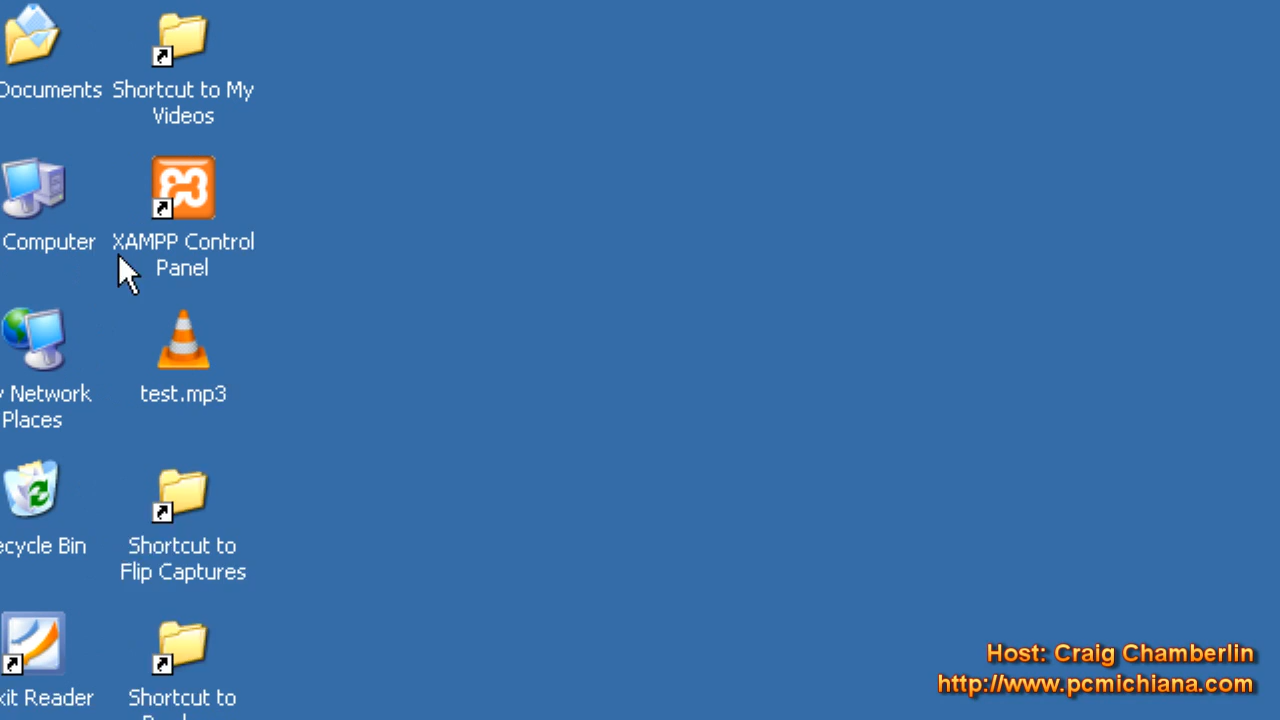 Documents
Shortcut to My
Videos
Computer
XAMPP Control
Panel
Network
Places
test.mp3
ecycle Bin
Shortcut to
Flip Captures
xit Reader
Shortcut to
Host: Craig Chamberlin
http://www.pcmichiana.com